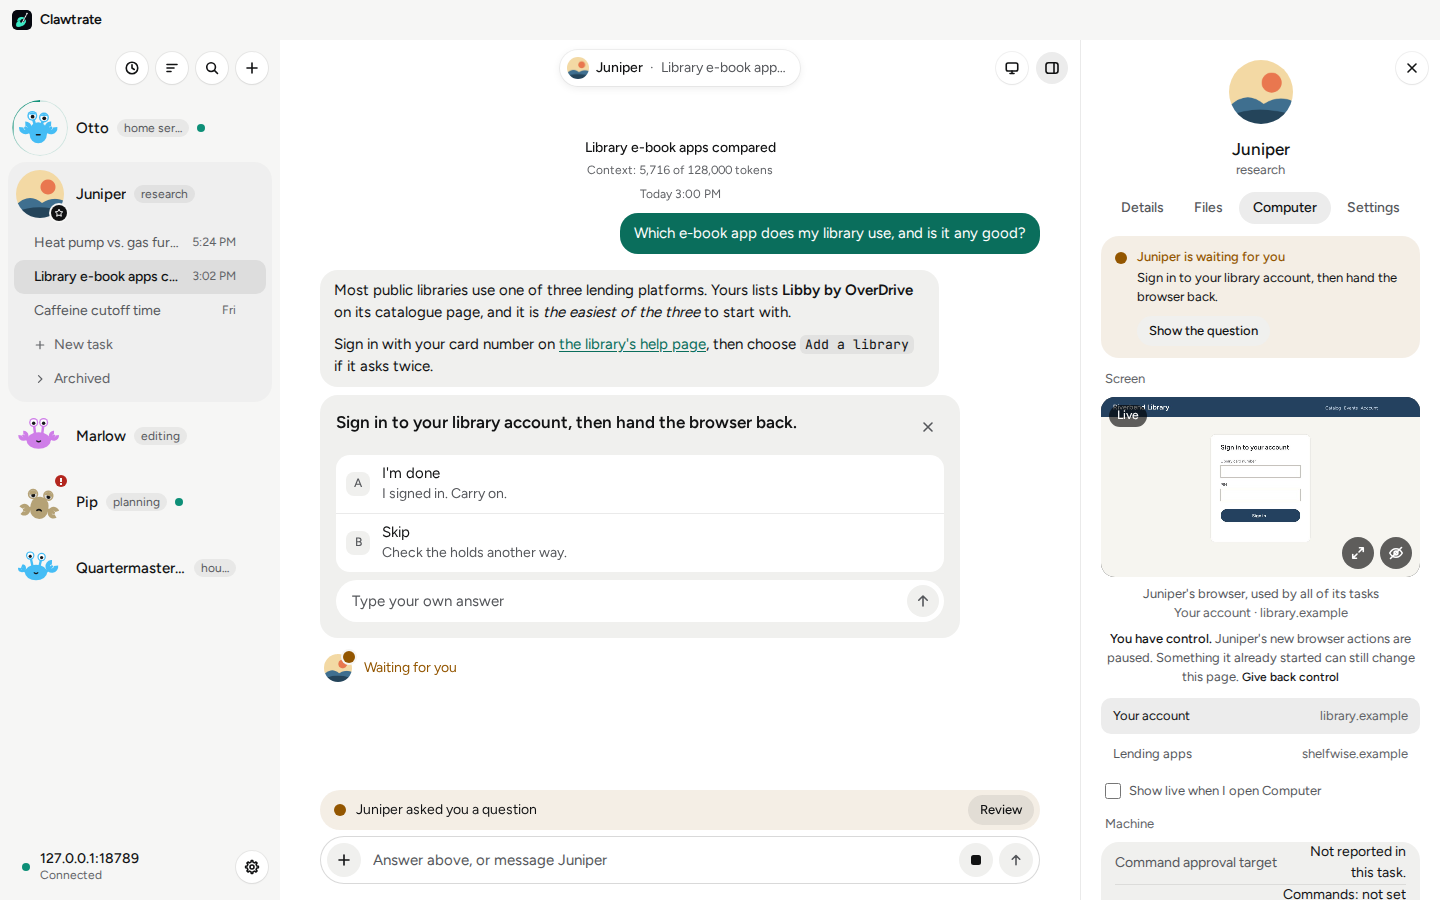 Clawtrate
Otto
home ser...
Juniper
research
Heat pump vs. gas fur...
5:24 PM
Library e-book apps c...
3:02 PM
Caffeine cutoff time
Fri
New task
Archived
Marlow
editing
Pip
planning
Quartermaster...
hou...
127.0.0.1:18789
Connected
Juniper · Library e-book app...
Library e-book apps compared
Context: 5,716 of 128,000 tokens
Today 3:00 PM
Which e-book app does my library use, and is it any good?
Most public libraries use one of three lending platforms. Yours lists Libby by OverDrive
on its catalogue page, and it is the easiest of the three to start with.
Sign in with your card number on the library's help page, then choose Add a library
if it asks twice.
Sign in to your library account, then hand the browser back.
A
I'm done
I signed in. Carry on.
B
Skip
Check the holds another way.
Type your own answer
Waiting for you
Juniper asked you a question
Review
Answer above, or message Juniper
Juniper
research
Details
Files
Computer
Settings
Juniper is waiting for you
Sign in to your library account, then hand the
browser back.
Show the question
Screen
Live
Library
Catalog Events Account
Sign in to your account
Library card number
PIN
Sign in
Juniper's browser, used by all of its tasks
Your account · library.example
You have control. Juniper's new browser actions are
paused. Something it already started can still change
this page. Give back control
Your account
library.example
Lending apps
shelfwise.example
Show live when I open Computer
Machine
Command approval target
Not reported in
this task.
Commands: not set